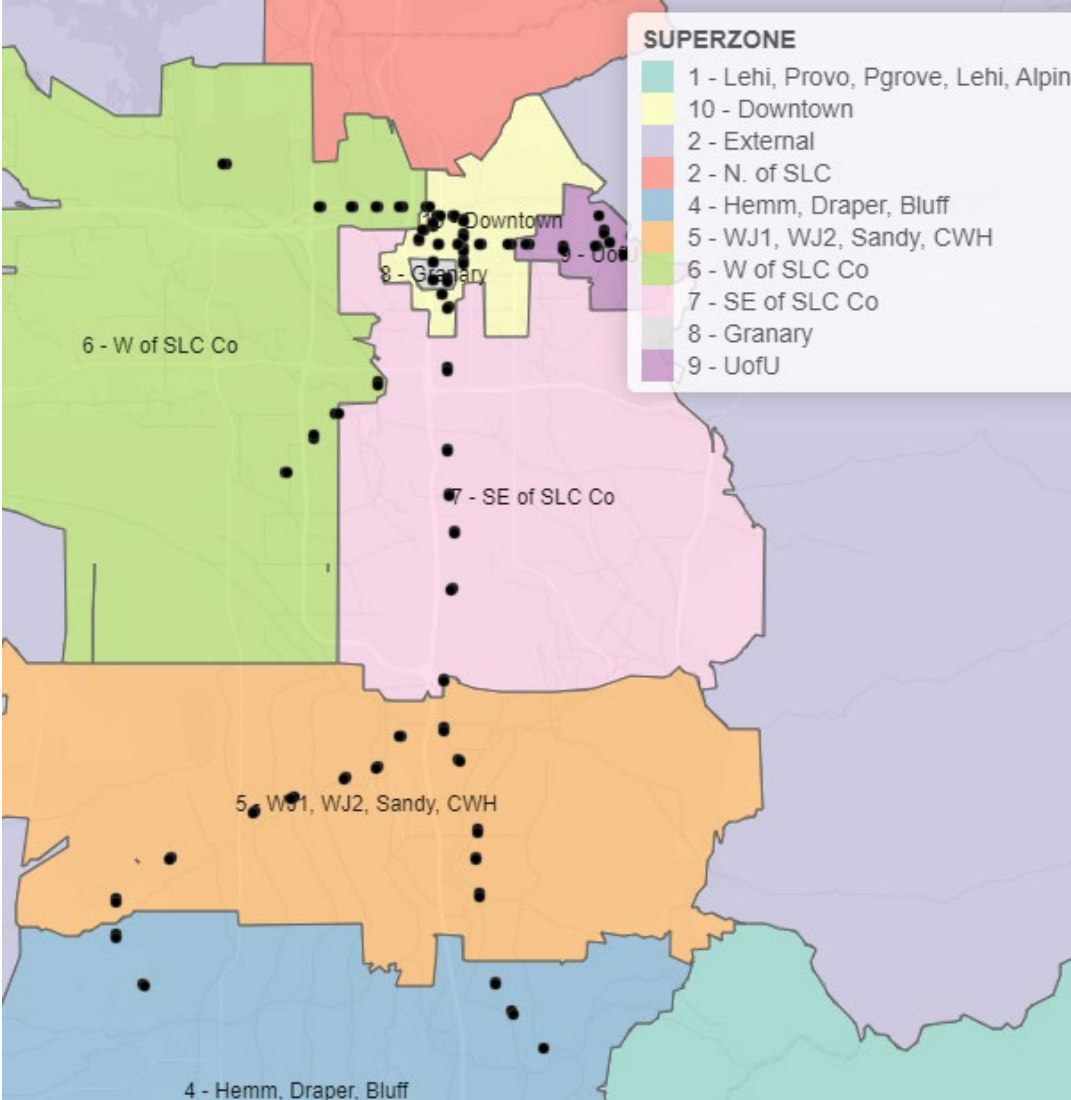 SUPERZONE
1 - Lehi, Provo, Pgrove, Lehi, Alpin
10 - Downtown
2 - External
2 - N. of SLC
4 - Hemm, Draper, Bluff
5 - WJ1, WJ2, Sandy, CWH
6 - W of SLC Co
7 - SE of SLC Co
8 - Granary
9 - UofU
10 - Downtown
9 - UofU
8 - Granary
6 - W of SLC Co
7 - SE of SLC Co
5 - WJ1, WJ2, Sandy, CWH
4 - Hemm, Draper, Bluff